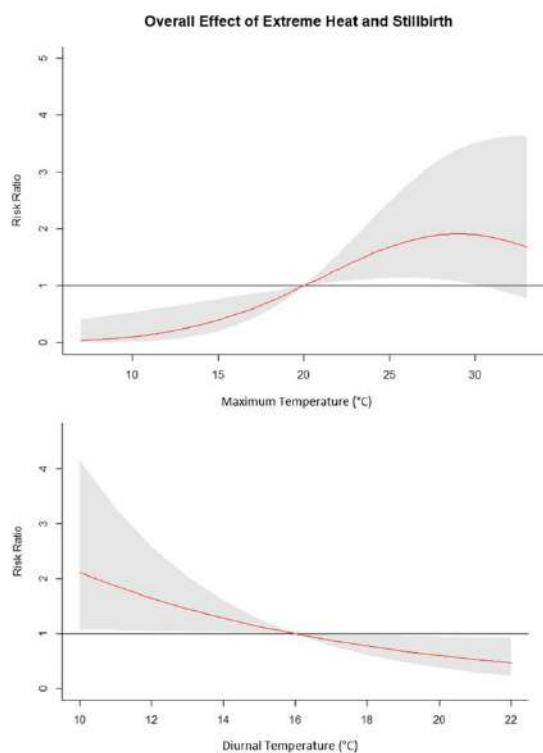 Overall Effect of Extreme Heat and Stillbirth
5
4
3
2
1
0
Risk Ratio
10 15 20 25 30
Maximum Temperature (°C)
4
3
2
1
0
Risk Ratio
10 12 14 16 18 20 22
Diurnal Temperature (°C)